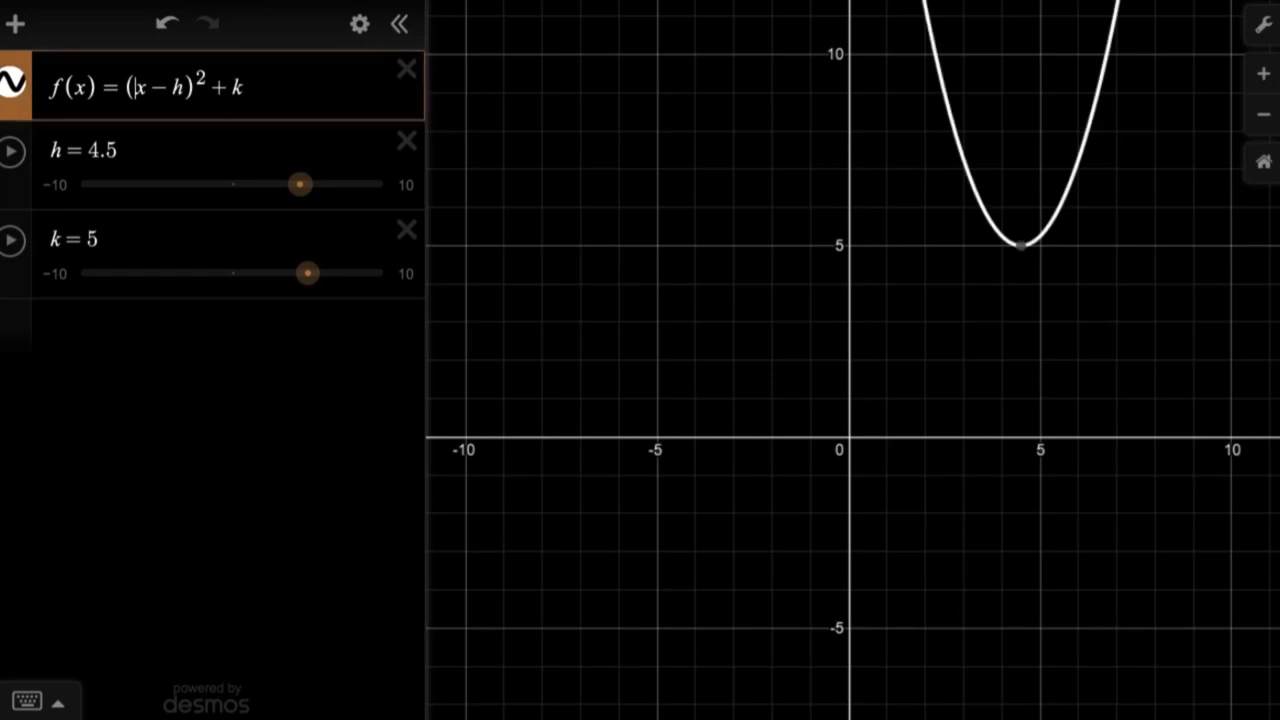 f(x) = (x − h)² + k
h = 4.5
−10 10
k = 5
−10 10
10
5
-10 -5 0 5 10
-5
powered by
desmos